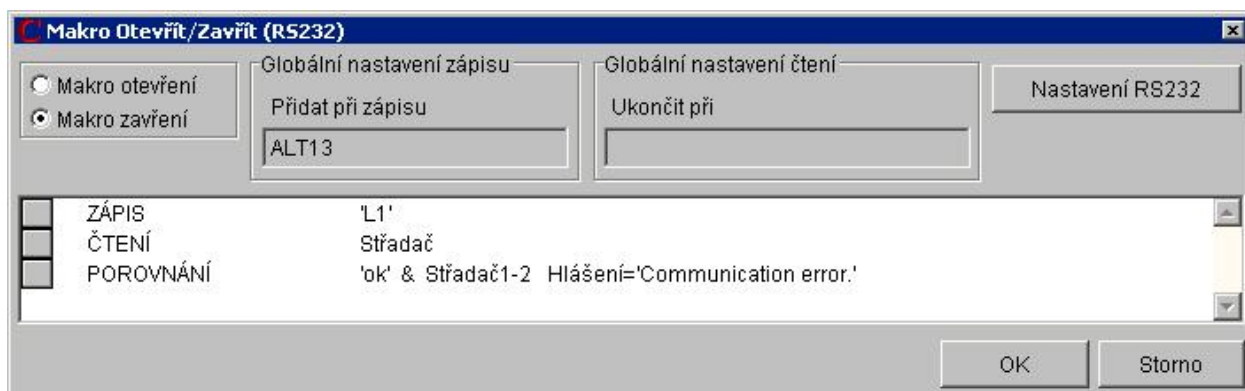 Makro Otevřít/Zavřít (RS232)
Makro otevření
Makro zavření
Globální nastavení zápisu
Přidat při zápisu
ALT13
Globální nastavení čtení
Ukončit při
Nastavení RS232
ZÁPIS 'L1'
ČTENÍ Střadač
POROVNÁNÍ 'ok' & Střadač1-2 Hlášení='Communication error.'
OK
Storno